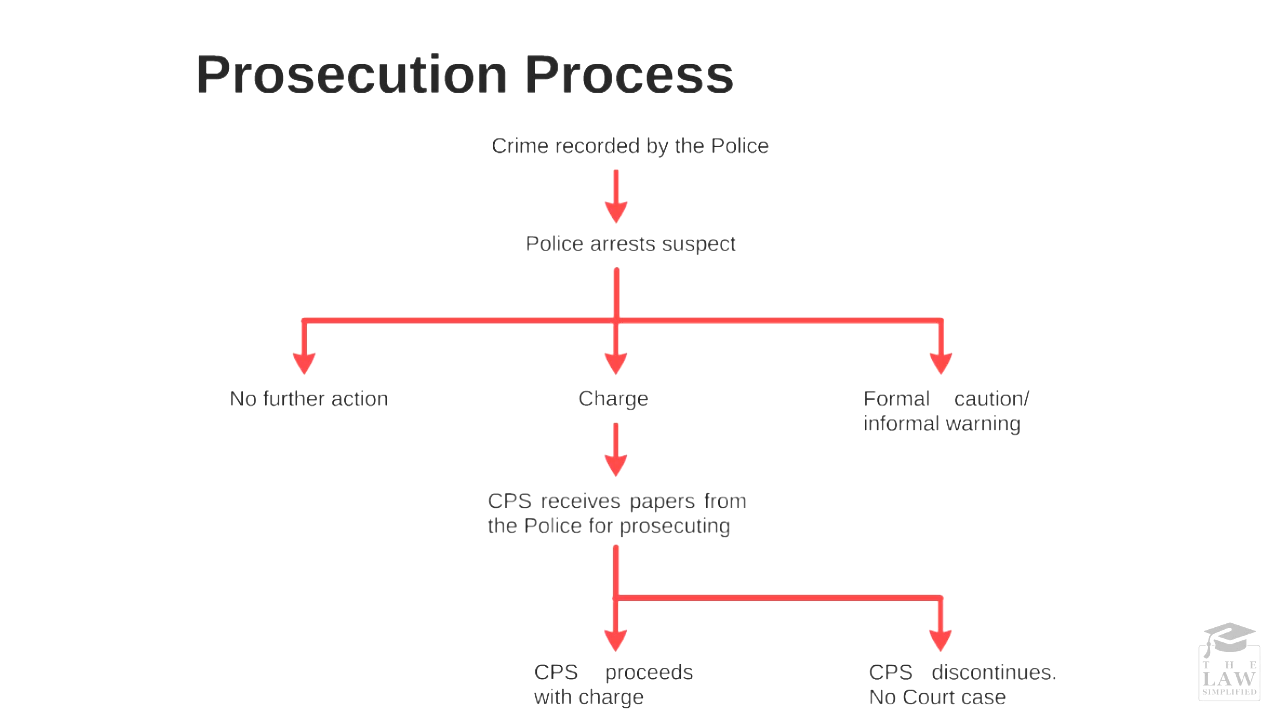 Prosecution Process
Crime recorded by the Police
Police arrests suspect
No further action
Charge
Formal caution/
informal warning
CPS receives papers from
the Police for prosecuting
CPS proceeds
with charge
CPS discontinues.
No Court case
THE
LAW
SIMPLIFIED